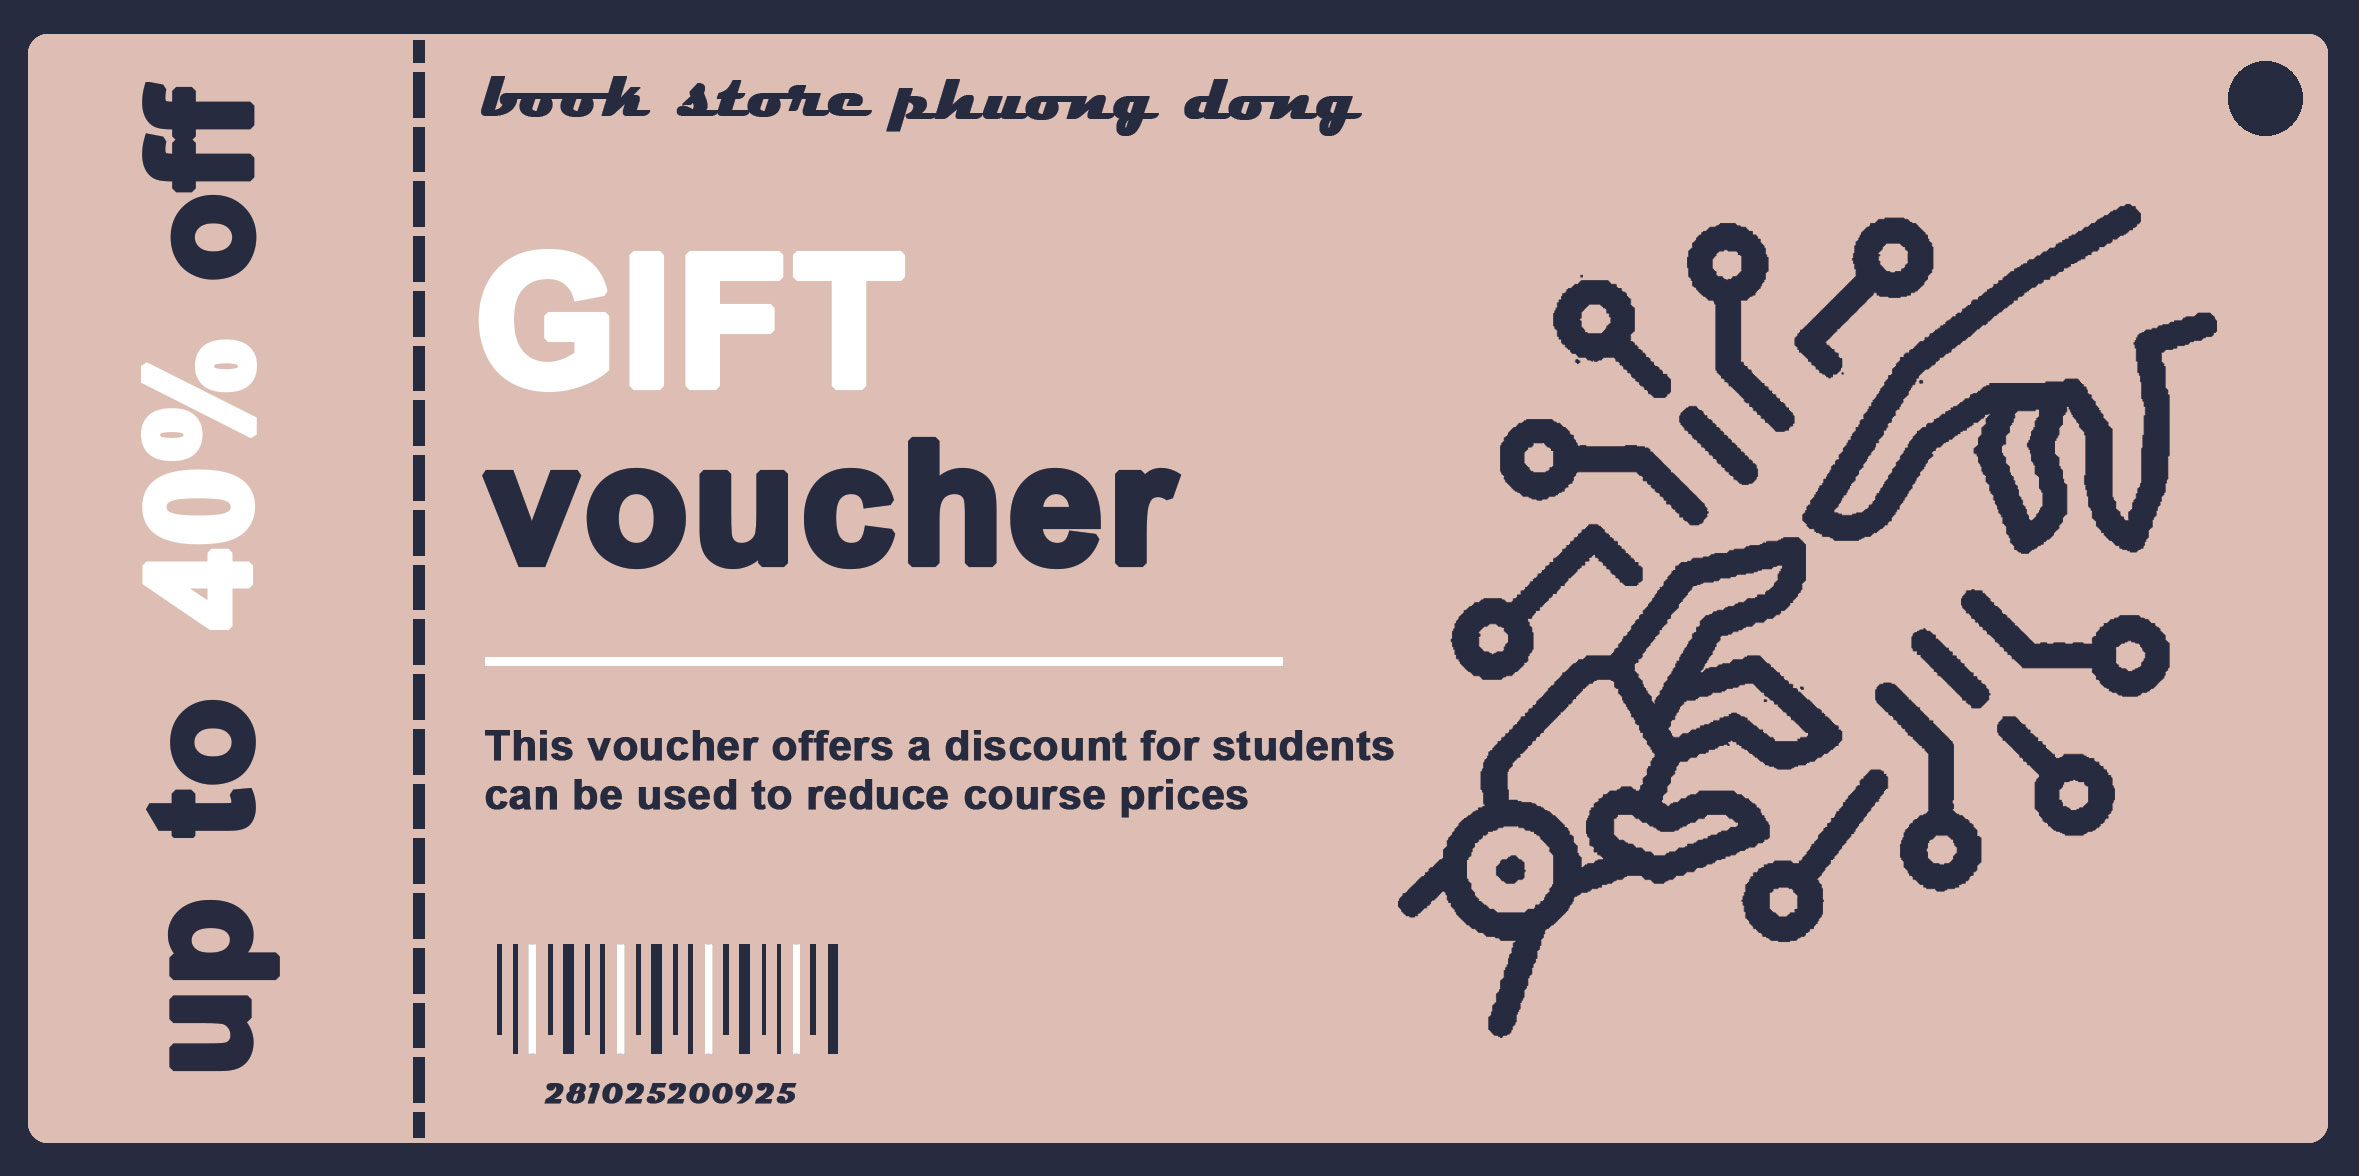 up to 40% off
book store phuong dong
GIFT
voucher
This voucher offers a discount for students
can be used to reduce course prices
281025200925